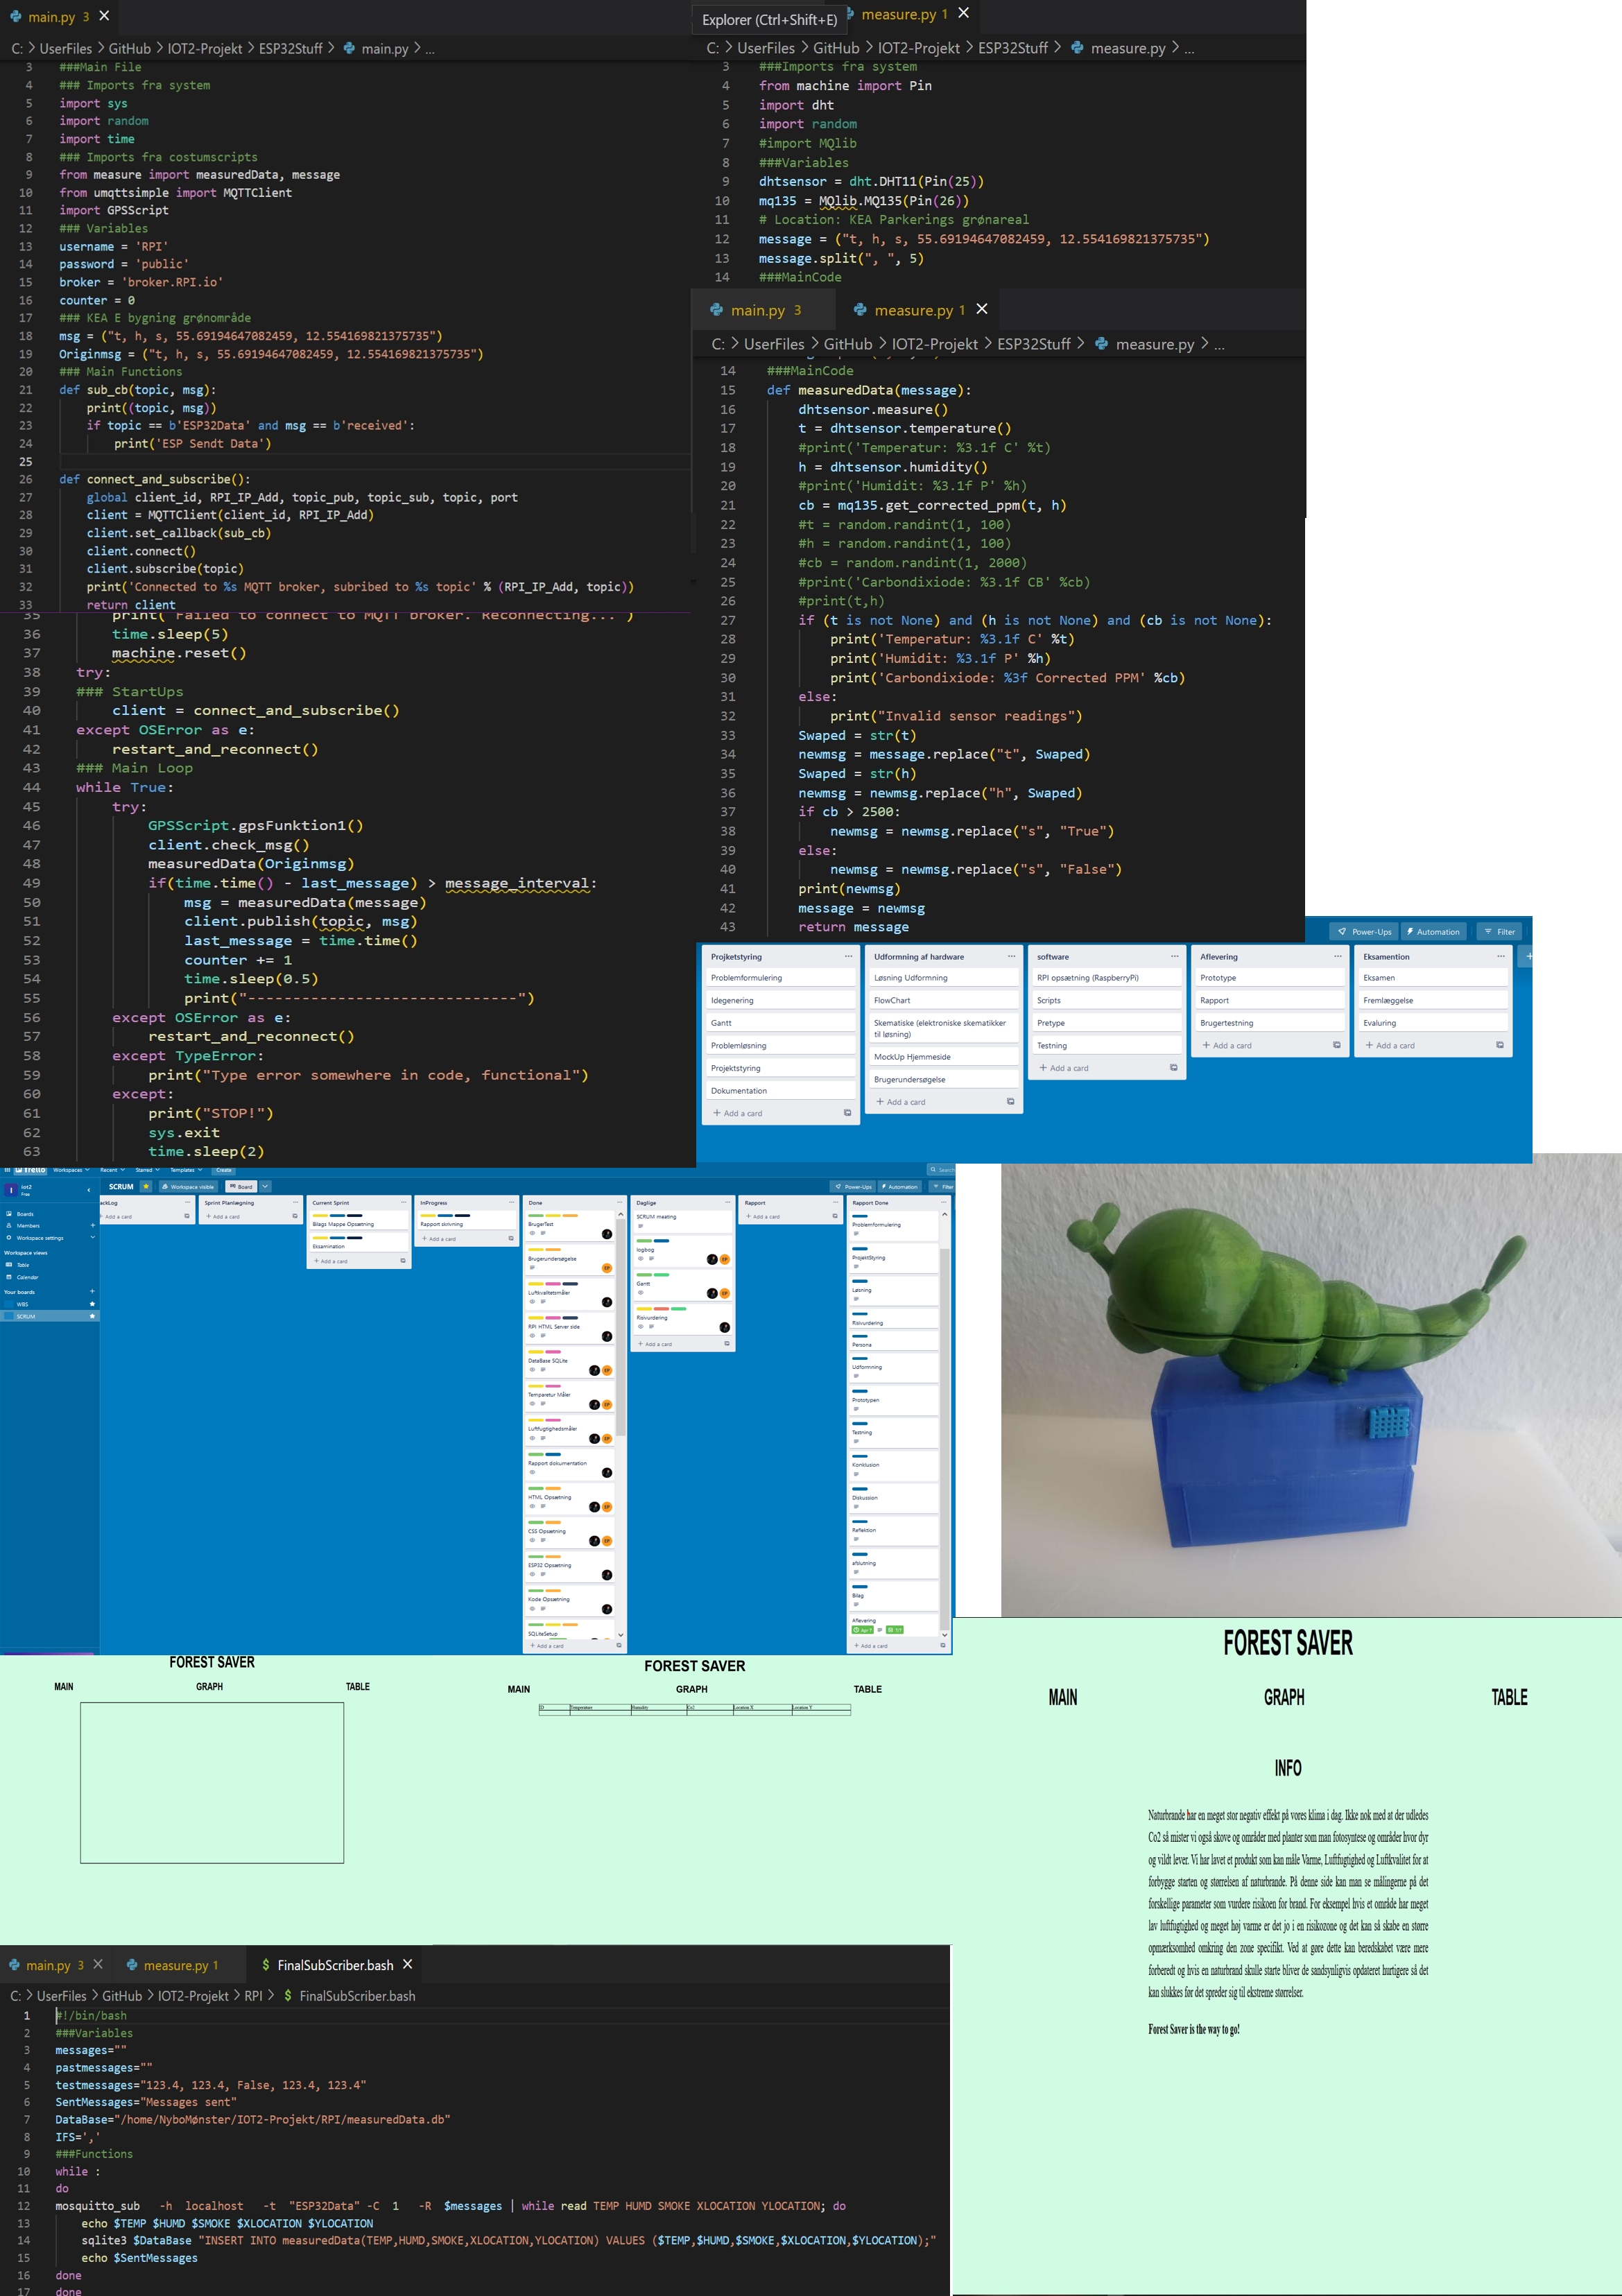 main.py 3
C: > UserFiles > GitHub > IOT2-Projekt > ESP32Stuff > main.py > ...
3 ###Main File
4 ### Imports fra system
5 import sys
6 import random
7 import time
8 ### Imports fra costumscripts
9 from measure import measuredData, message
10 from umqttsimple import MQTTClient
11 import GPSScript
12 ### Variables
13 username = 'RPI'
14 password = 'public'
15 broker = 'broker.RPI.io'
16 counter = 0
17 ### KEA E bygning grønområde
18 msg = ("t, h, s, 55.69194647082459, 12.554169821375735")
19 Originmsg = ("t, h, s, 55.69194647082459, 12.554169821375735")
20 ### Main Functions
21 def sub_cb(topic, msg):
22 print((topic, msg))
23 if topic == b'ESP32Data' and msg == b'received':
24 print('ESP Sendt Data')
25
26 def connect_and_subscribe():
27 global client_id, RPI_IP_Add, topic_pub, topic_sub, topic, port
28 client = MQTTClient(client_id, RPI_IP_Add)
29 client.set_callback(sub_cb)
30 client.connect()
31 client.subscribe(topic)
32 print('Connected to %s MQTT broker, subribed to %s topic' % (RPI_IP_Add, topic))
33 return client
35 print('Failed to connect to MQTT broker. Reconnecting...')
36 time.sleep(5)
37 machine.reset()
38 try:
39 ### StartUps
40 client = connect_and_subscribe()
41 except OSError as e:
42 restart_and_reconnect()
43 ### Main Loop
44 while True:
45 try:
46 GPSScript.gpsFunktion1()
47 client.check_msg()
48 measuredData(Originmsg)
49 if(time.time() - last_message) > message_interval:
50 msg = measuredData(message)
51 client.publish(topic, msg)
52 last_message = time.time()
53 counter += 1
54 time.sleep(0.5)
55 print("------------------------------")
56 except OSError as e:
57 restart_and_reconnect()
58 except TypeError:
59 print("Type error somewhere in code, functional")
60 except:
61 print("STOP!")
62 sys.exit
63 time.sleep(2)
Explorer (Ctrl+Shift+E)
measure.py 1
C: > UserFiles > GitHub > IOT2-Projekt > ESP32Stuff > measure.py > ...
3 ###Imports fra system
4 from machine import Pin
5 import dht
6 import random
7 #import MQlib
8 ###Variables
9 dhtsensor = dht.DHT11(Pin(25))
10 mq135 = MQlib.MQ135(Pin(26))
11 # Location: KEA Parkerings grønareal
12 message = ("t, h, s, 55.69194647082459, 12.554169821375735")
13 message.split(", ", 5)
14 ###MainCode
main.py 3 measure.py 1
C: > UserFiles > GitHub > IOT2-Projekt > ESP32Stuff > measure.py > ...
14 ###MainCode
15 def measuredData(message):
16 dhtsensor.measure()
17 t = dhtsensor.temperature()
18 #print('Temperatur: %3.1f C' %t)
19 h = dhtsensor.humidity()
20 #print('Humidit: %3.1f P' %h)
21 cb = mq135.get_corrected_ppm(t, h)
22 #t = random.randint(1, 100)
23 #h = random.randint(1, 100)
24 #cb = random.randint(1, 2000)
25 #print('Carbondixiode: %3.1f CB' %cb)
26 #print(t,h)
27 if (t is not None) and (h is not None) and (cb is not None):
28 print('Temperatur: %3.1f C' %t)
29 print('Humidit: %3.1f P' %h)
30 print('Carbondixiode: %3f Corrected PPM' %cb)
31 else:
32 print("Invalid sensor readings")
33 Swaped = str(t)
34 newmsg = message.replace("t", Swaped)
35 Swaped = str(h)
36 newmsg = newmsg.replace("h", Swaped)
37 if cb > 2500:
38 newmsg = newmsg.replace("s", "True")
39 else:
40 newmsg = newmsg.replace("s", "False")
41 print(newmsg)
42 message = newmsg
43 return message
Power-Ups Automation Filter
Projketstyring
Problemformulering
Idegenering
Gantt
Problemløsning
Projektstyring
Dokumentation
+ Add a card
Udformning af hardware
Løsning Udformning
FlowChart
Skematiske (elektroniske skematikker
til løsning)
MockUp Hjemmeside
Brugerundersøgelse
+ Add a card
software
RPI opsætning (RaspberryPi)
Scripts
Pretype
Testning
+ Add a card
Aflevering
Prototype
Rapport
Brugertestning
+ Add a card
Eksamention
Eksamen
Fremlæggelse
Evaluring
+ Add a card
Trello Workspaces Recent Starred Templates Create Search
Iot2
Free
Boards
Members
Workspace settings
Workspace views
Table
Calendar
Your boards
WBS
SCRUM
SCRUM Workspace visible Board Power-Ups Automation Filter
ackLog
+ Add a card
Sprint Planlægning
+ Add a card
Current Sprint
Bilags Mappe Opsætning
Eksamination
+ Add a card
InProgress
Rapport skrivning
+ Add a card
Done
BrugerTest
Brugerundersøgelse
Luftkvalitetsmåler
RPI HTML Server side
DataBase SQLite
Temperetur Måler
Luftfugtighedsmåler
Rapport dokumentation
HTML Opsætning
CSS Opsætning
ESP32 Opsætning
Kode Opsætning
SQLiteSetup
+ Add a card
Daglige
SCRUM meeting
logbog
Gantt
Risivurdering
+ Add a card
Rapport
+ Add a card
Rapport Done
Problemformulering
ProjektStyring
Løsning
Risivurdering
Persona
Udformning
Prototypen
Testning
Konklusion
Diskussion
Reflektion
afslutning
Bilag
Aflevering
+ Add a card
FOREST SAVER
MAIN GRAPH TABLE
FOREST SAVER
MAIN GRAPH TABLE
ID Temperature Humidity Co2 Location X Location Y
FOREST SAVER
MAIN GRAPH TABLE
INFO
Naturbrande har en meget stor negativ effekt på vores klima i dag. Ikke nok med at der udledes
Co2 så mister vi også skove og områder med planter som man fotosyntese og områder hvor dyr
og vildt lever. Vi har lavet et produkt som kan måle Varme, Luftfugtighed og Luftkvalitet for at
forbygge starten og størrelsen af naturbrande. På denne side kan man se målingerne på det
forskellige parameter som vurdere risikoen for brand. For eksempel hvis et område har meget
lav luftfugtighed og meget høj varme er det jo i en risikozone og det kan så skabe en større
opmærksomhed omkring den zone specifikt. Ved at gøre dette kan beredskabet være mere
forberedt og hvis en naturbrand skulle starte bliver de sandsynligvis opdateret hurtigere så det
kan slukkes før det spreder sig til ekstreme størrelser.
Forest Saver is the way to go!
main.py 3 measure.py 1 $ FinalSubScriber.bash
C: > UserFiles > GitHub > IOT2-Projekt > RPI > $ FinalSubScriber.bash
1 #!/bin/bash
2 ###Variables
3 messages=""
4 pastmessages=""
5 testmessages="123.4, 123.4, False, 123.4, 123.4"
6 SentMessages="Messages sent"
7 DataBase="/home/NyboMønster/IOT2-Projekt/RPI/measuredData.db"
8 IFS=','
9 ###Functions
10 while :
11 do
12 mosquitto_sub -h localhost -t "ESP32Data" -C 1 -R $messages | while read TEMP HUMD SMOKE XLOCATION YLOCATION; do
13 echo $TEMP $HUMD $SMOKE $XLOCATION $YLOCATION
14 sqlite3 $DataBase "INSERT INTO measuredData(TEMP,HUMD,SMOKE,XLOCATION,YLOCATION) VALUES ($TEMP,$HUMD,$SMOKE,$XLOCATION,$YLOCATION);"
15 echo $SentMessages
16 done
17 done